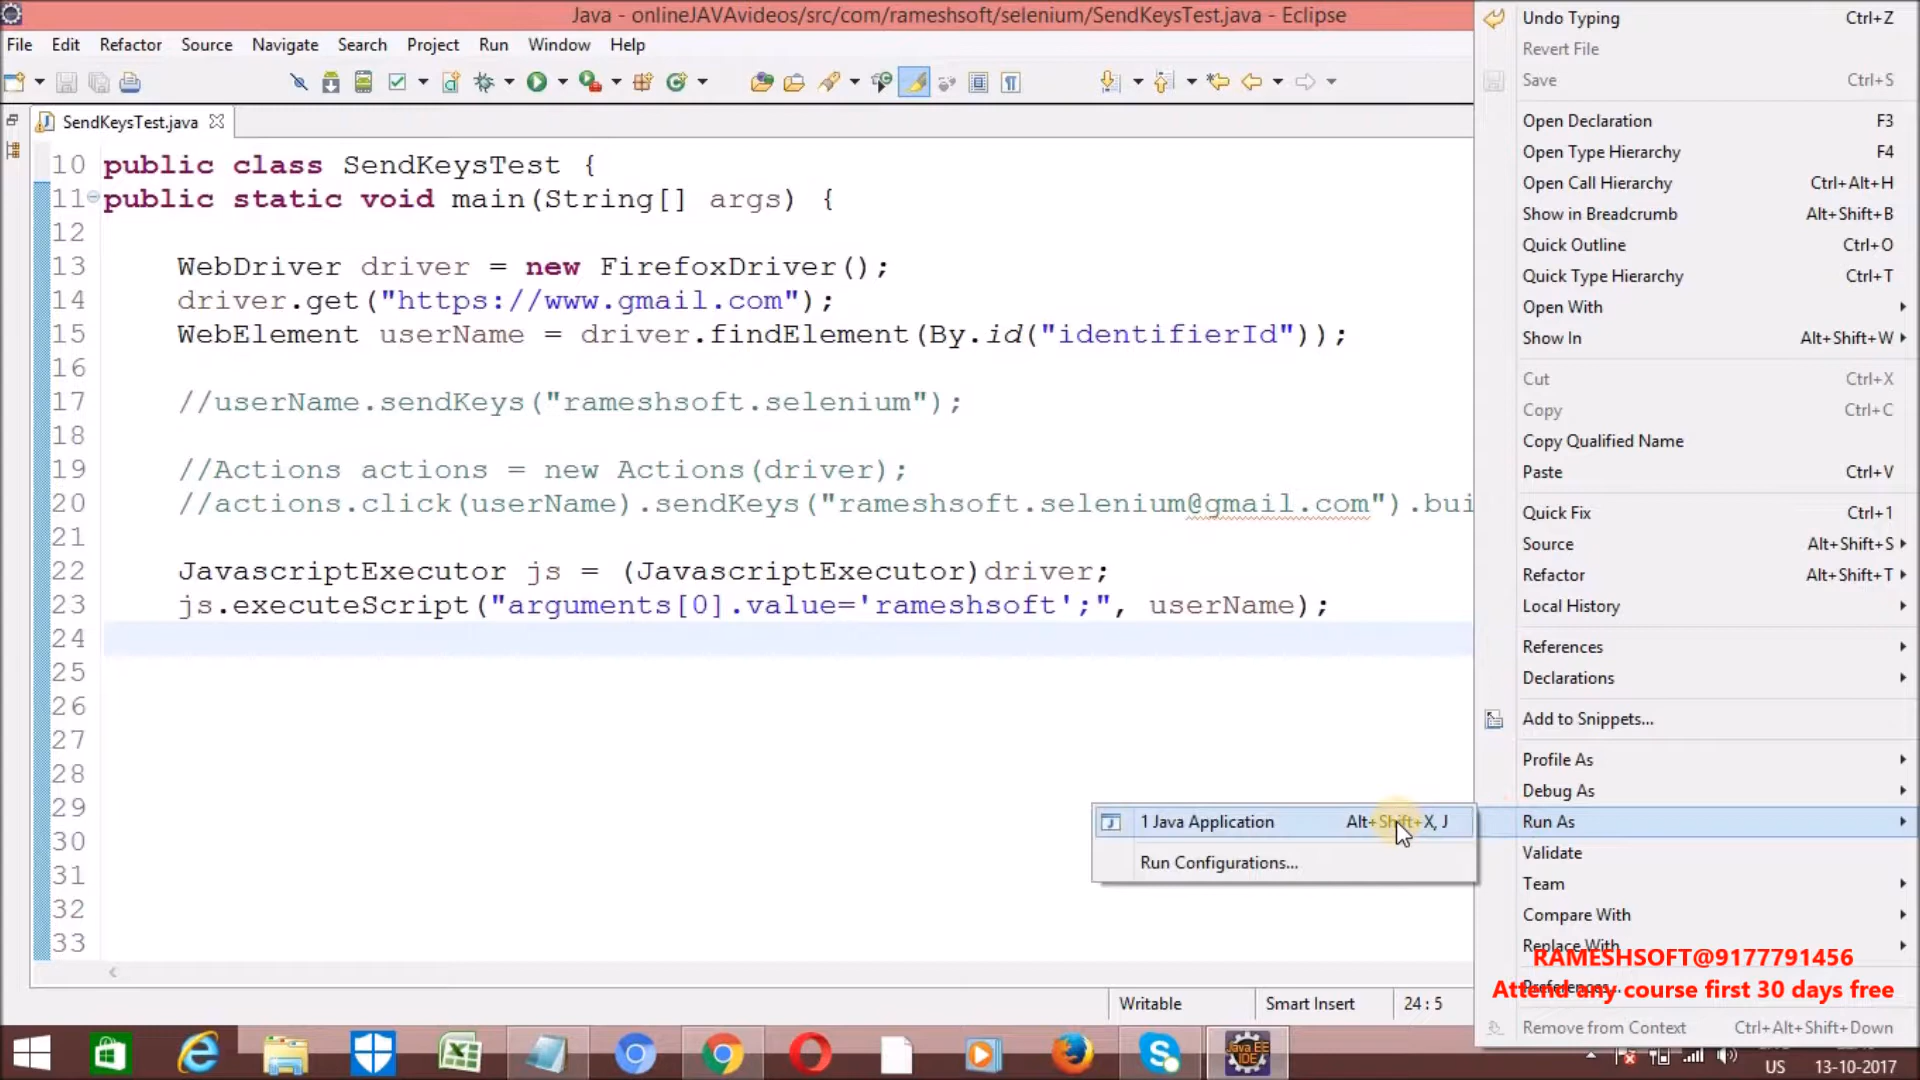 Java - onlineJAVAvideos/src/com/rameshsoft/selenium/SendKeysTest.java - Eclipse
File Edit Refactor Source Navigate Search Project Run Window Help
SendKeysTest.java
10 public class SendKeysTest {
11 public static void main(String[] args) {
12
13 WebDriver driver = new FirefoxDriver();
14 driver.get("https://www.gmail.com");
15 WebElement userName = driver.findElement(By.id("identifierId"));
16
17 //userName.sendKeys("rameshsoft.selenium");
18
19 //Actions actions = new Actions(driver);
20 //actions.click(userName).sendKeys("rameshsoft.selenium@gmail.com").bui
21
22 JavascriptExecutor js = (JavascriptExecutor)driver;
23 js.executeScript("arguments[0].value='rameshsoft';", userName);
24
25
26
27
28
29
30
31
32
33
Undo Typing Ctrl+Z
Revert File
Save Ctrl+S
Open Declaration F3
Open Type Hierarchy F4
Open Call Hierarchy Ctrl+Alt+H
Show in Breadcrumb Alt+Shift+B
Quick Outline Ctrl+O
Quick Type Hierarchy Ctrl+T
Open With
Show In Alt+Shift+W
Cut Ctrl+X
Copy Ctrl+C
Copy Qualified Name
Paste Ctrl+V
Quick Fix Ctrl+1
Source Alt+Shift+S
Refactor Alt+Shift+T
Local History
References
Declarations
Add to Snippets...
Profile As
Debug As
Run As
Validate
Team
Compare With
Replace With
Preferences...
Remove from Context Ctrl+Alt+Shift+Down
1 Java Application Alt+Shift+X, J
Run Configurations...
RAMESHSOFT@9177791456
Attend any course first 30 days free
Writable Smart Insert 24 : 5
Java EE
IDE
US 13-10-2017